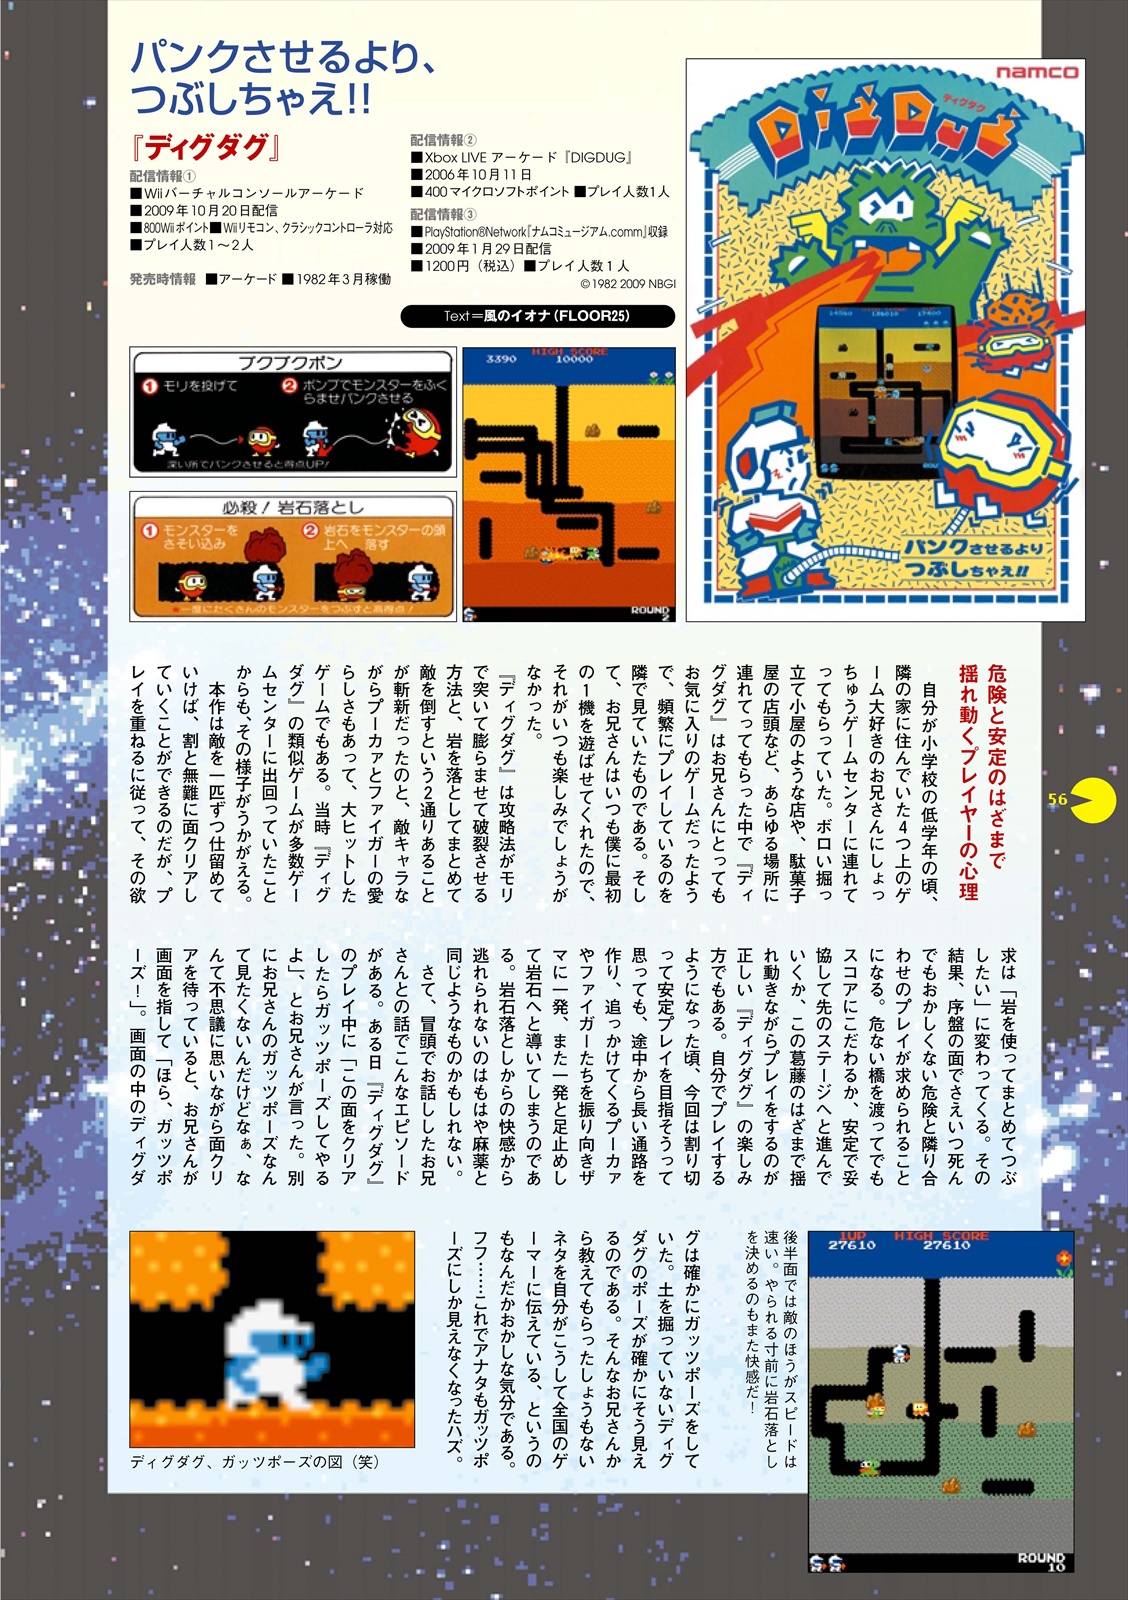 パンクさせるより、
つぶしちゃえ!!
『ディグダグ』
配信情報①
■Wiiバーチャルコンソールアーケード
■2009年10月20日配信
■800Wiiポイント■Wiiリモコン、クラシックコントローラ対応
■プレイ人数1〜2人
発売時情報 ■アーケード ■1982年3月稼働
配信情報②
■Xbox LIVE アーケード『DIGDUG』
■2006年10月11日
■400マイクロソフトポイント ■プレイ人数1人
配信情報③
■PlayStation®Network『ナムコミュージアム.comm』収録
■2009年1月29日配信
■1200円（税込）■プレイ人数1人
©1982 2009 NBGI
Text＝風のイオナ（FLOOR25）
namco
Dig Dug
ディグダグ
14560 186010 17400
ROU
パンクさせるより
つぶしちゃえ!!
ブクブクポン
❶モリを投げて
❷ポンプでモンスターをふく
らませパンクさせる
深い所でパンクさせると得点UP!
必殺！岩石落とし
❶モンスターを
さそい込み
❷岩石をモンスターの頭
上へ 落す
★一度にたくさんのモンスターをつぶすと高得点！
HIGH SCORE
3390 10000
ROUND
2
危険と安定のはざまで
揺れ動くプレイヤーの心理
自分が小学校の低学年の頃、
隣の家に住んでいた4つ上のゲ
ーム大好きのお兄さんにしょっ
ちゅうゲームセンターに連れて
ってもらっていた。ボロい掘っ
立て小屋のような店や、駄菓子
屋の店頭など、あらゆる場所に
連れてってもらった中で『ディ
グダグ』はお兄さんにとっても
お気に入りのゲームだったよう
で、頻繁にプレイしているのを
隣で見ていたものである。そし
て、お兄さんはいつも僕に最初
の1機を遊ばせてくれたので、
それがいつも楽しみでしょうが
なかった。
『ディグダグ』は攻略法がモリ
で突いて膨らませて破裂させる
方法と、岩を落としてまとめて
敵を倒すという2通りあること
が斬新だったのと、敵キャラな
がらプーカァとファイガーの愛
らしさもあって、大ヒットした
ゲームでもある。当時『ディグ
ダグ』の類似ゲームが多数ゲー
ムセンターに出回っていたこと
からも、その様子がうかがえる。
本作は敵を一匹ずつ仕留めて
いけば、割と無難に面クリアし
ていくことができるのだが、プ
レイを重ねるに従って、その欲
56
求は「岩を使ってまとめてつぶ
したい」に変わってくる。その
結果、序盤の面でさえいつ死ん
でもおかしくない危険と隣り合
わせのプレイが求められること
になる。危ない橋を渡ってでも
スコアにこだわるか、安定で妥
協して先のステージへと進んで
いくか、この葛藤のはざまで揺
れ動きながらプレイをするのが
正しい『ディグダグ』の楽しみ
方でもある。自分でプレイする
ようになった頃、今回は割り切
って安定プレイを目指そうって
思っても、途中から長い通路を
作り、追っかけてくるプーカァ
やファイガーたちを振り向きザ
マに一発、また一発と足止めし
て岩石へと導いてしまうのであ
る。岩石落としからの快感から
逃れられないのはもはや麻薬と
同じようなものかもしれない。
さて、冒頭でお話ししたお兄
さんとの話でこんなエピソード
がある。ある日『ディグダグ』
のプレイ中に「この面をクリア
したらガッツポーズしてやる
よ」、とお兄さんが言った。別
にお兄さんのガッツポーズなん
て見たくないんだけどなぁ、な
んて不思議に思いながら面クリ
アを待っていると、お兄さんが
画面を指して「ほら、ガッツポ
ーズ！」。画面の中のディグダ
グは確かにガッツポーズをして
いた。土を掘っていないディグ
ダグのポーズが確かにそう見え
るのである。そんなお兄さんか
ら教えてもらったしょうもない
ネタを自分がこうして全国のゲ
ーマーに伝えている、というの
もなんだかおかしな気分である。
フフ……これでアナタもガッツポ
ーズにしか見えなくなったハズ。
後半面では敵のほうがスピードは
速い。やられる寸前に岩石落とし
を決めるのもまた快感だ！
1UP HIGH SCORE
27610 27610
ROUND
10
ディグダグ、ガッツポーズの図（笑）